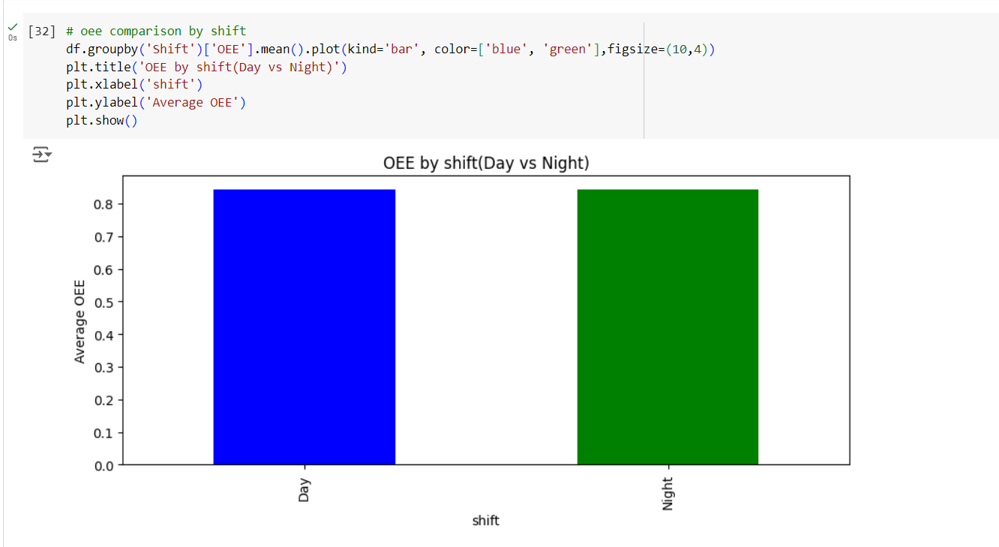 [32] # oee comparison by shift
df.groupby('Shift')['OEE'].mean().plot(kind='bar', color=['blue', 'green'],figsize=(10,4))
plt.title('OEE by shift(Day vs Night)')
plt.xlabel('shift')
plt.ylabel('Average OEE')
plt.show()
0s
OEE by shift(Day vs Night)
0.8
0.7
0.6
0.5
0.4
0.3
0.2
0.1
0.0
Average OEE
Day
Night
shift